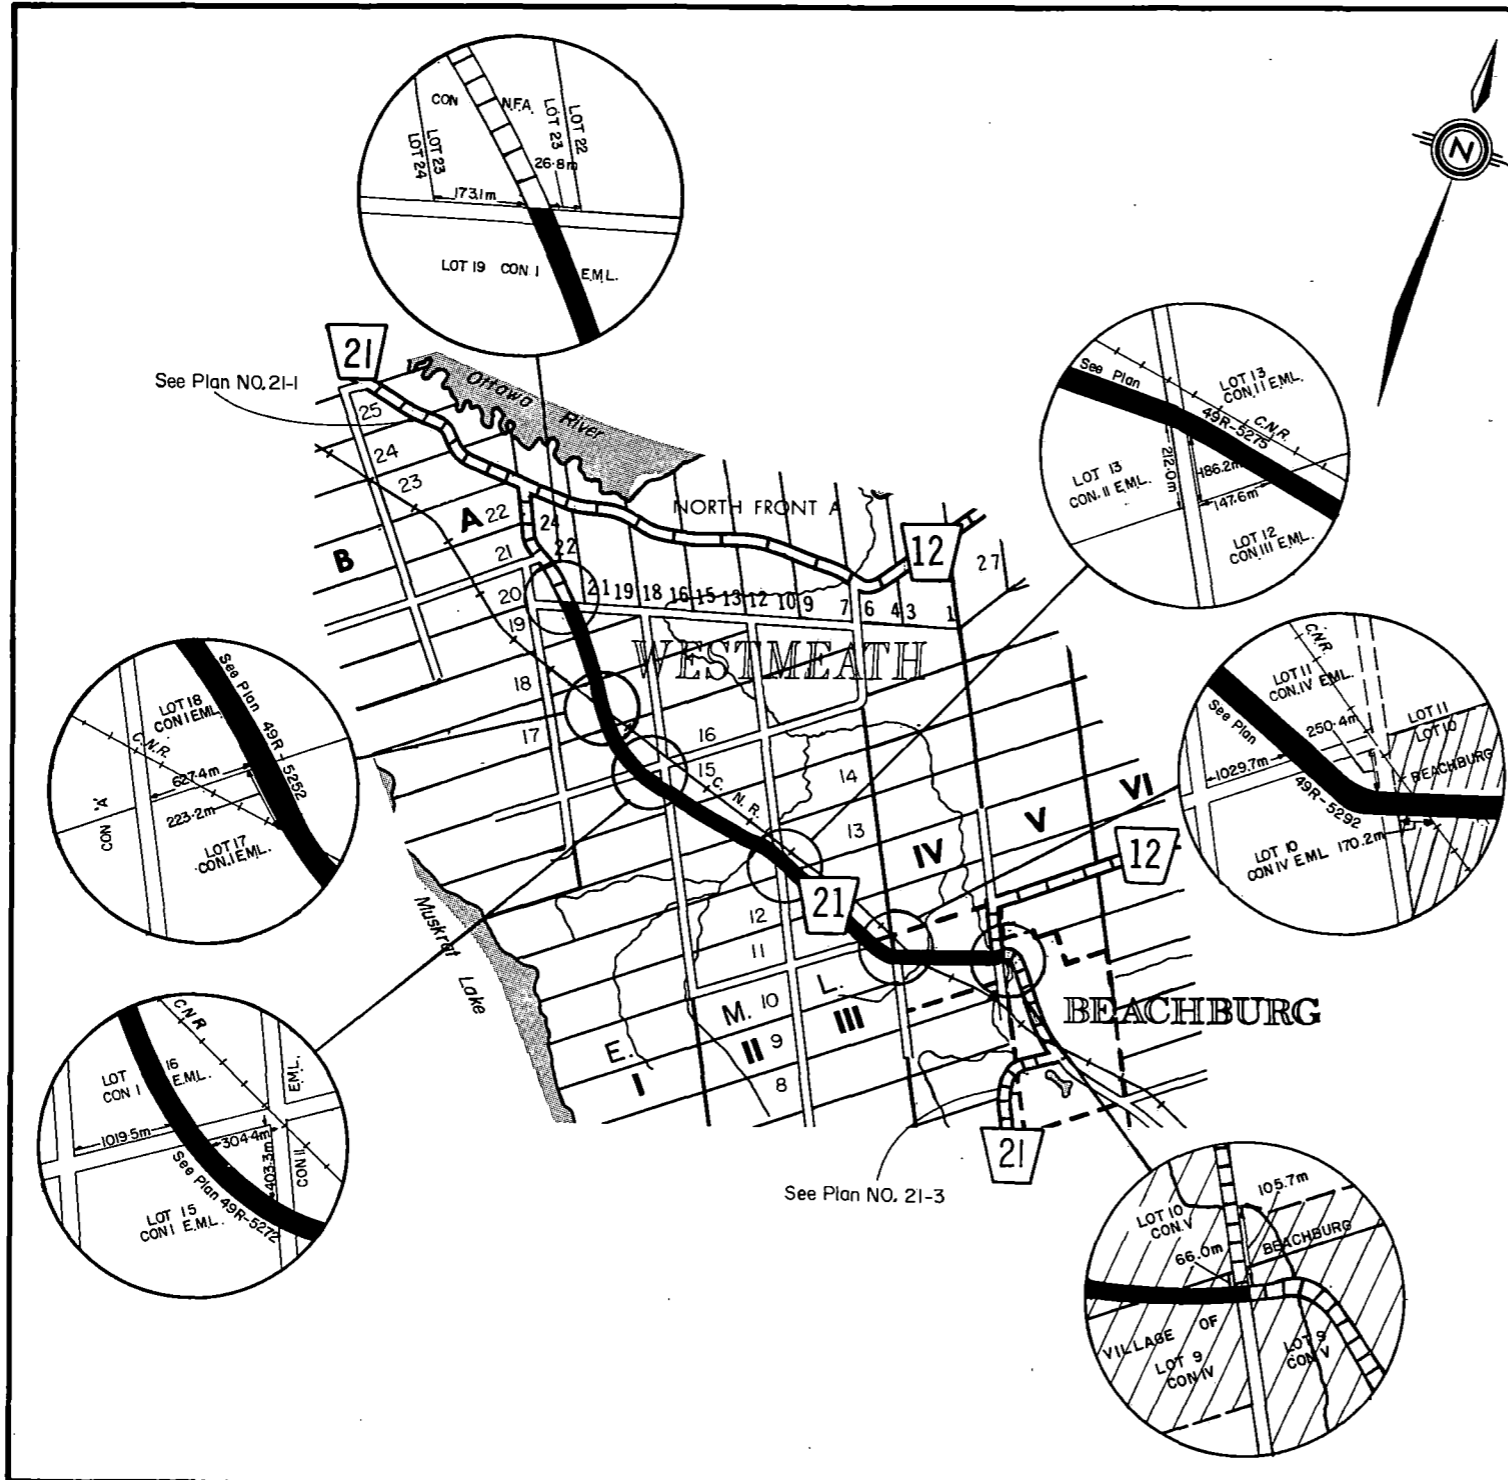 CON N.F.A.
LOT 23
LOT 24
LOT 23
LOT 22
26.8m
173.1m
LOT 19 CON I E.M.L.
N
21
See Plan NO. 21-1
Ottawa River
NORTH FRONT A
12
25
24
23
22
21
20
19
18
17
A
B
24
22
21 19 18 16 15 13 12 10 9 7 6 4 3 1
27
WESTMEATH
16
15
14
13
12
11
10
9
8
C. N. R.
IV
V
VI
12
21
E. M. L.
I
II
III
Muskrat Lake
BEACHBURG
21
See Plan NO. 21-3
See Plan
49R-5275
LOT 13
CON II E.M.L.
C.N.R.
LOT 13
CON. II E.M.L.
212.0m
186.2m
147.6m
LOT 12
CON III E.M.L.
C.N.R.
LOT 11
CON. IV E.M.L.
See Plan
49R-5292
250.4m
1029.7m
LOT 11
LOT 10
BEACHBURG
LOT 10
CON IV E.M.L.
170.2m
LOT 18
CON I E.M.L.
See Plan 49R-5252
C.N.R.
627.4m
223.2m
CON 'A'
LOT 17
CON. I E.M.L.
C.N.R.
LOT 16
CON I E.M.L.
E.M.L.
CON II
1019.5m
304.4m
403.3m
See Plan 49R-5272
LOT 15
CON I E.M.L.
105.7m
LOT 10
CON. V
66.0m
BEACHBURG
VILLAGE OF
LOT 9
CON IV
LOT 9
CON V